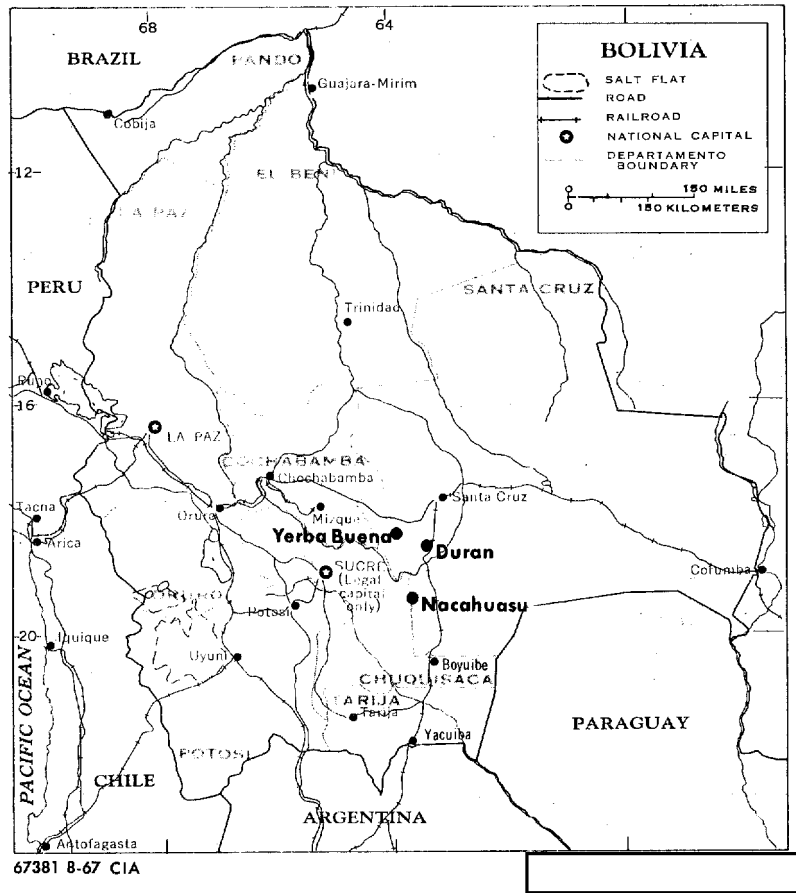 68
64
BOLIVIA
SALT FLAT
ROAD
RAILROAD
NATIONAL CAPITAL
DEPARTAMENTO
BOUNDARY
150 MILES
150 KILOMETERS
BRAZIL
PANDO
Guajara-Mirim
Cobija
12
EL BENI
LA PAZ
PERU
SANTA CRUZ
Trinidad
Puno
16
LA PAZ
COCHABAMBA
Chochabamba
Santa Cruz
Tacna
Oruro
Mizque
Yerba Buena
Arica
Duran
SUCRE
(Legal
capital
only)
Corumba
ORURO
Potosi
Nacahuasu
20
Iquique
Uyuni
Boyuibe
CHUQUISACA
TARIJA
Tarija
PACIFIC OCEAN
PARAGUAY
Yacuiba
POTOSI
CHILE
ARGENTINA
Antofagasta
67381 8-67 CIA